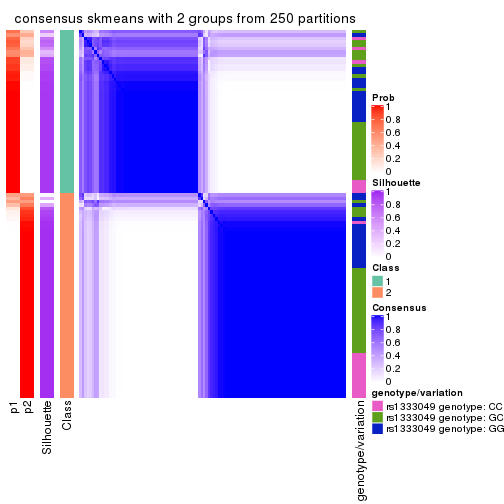 consensus skmeans with 2 groups from 250 partitions
Prob
1
0.8
0.6
0.4
0.2
0
Silhouette
1
0.8
0.6
0.4
0.2
0
Class
1
2
Consensus
1
0.8
0.6
0.4
0.2
0
genotype/variation
rs1333049 genotype: CC
rs1333049 genotype: GC
rs1333049 genotype: GG
p1
p2
Silhouette
Class
genotype/variation